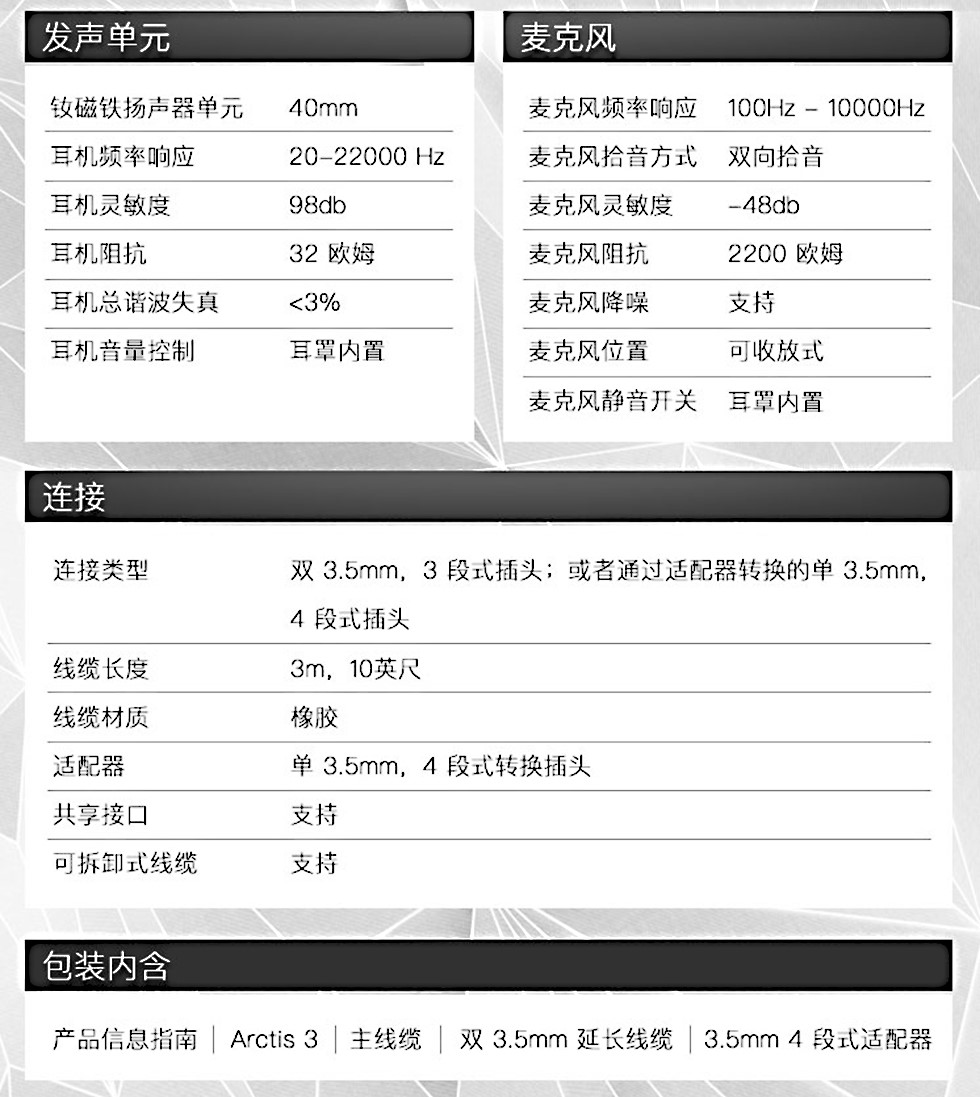 发声单元
钕磁铁扬声器单元 40mm
耳机频率响应 20-22000 Hz
耳机灵敏度 98db
耳机阻抗 32 欧姆
耳机总谐波失真 <3%
耳机音量控制 耳罩内置
麦克风
麦克风频率响应 100Hz - 10000Hz
麦克风拾音方式 双向拾音
麦克风灵敏度 -48db
麦克风阻抗 2200 欧姆
麦克风降噪 支持
麦克风位置 可收放式
麦克风静音开关 耳罩内置
连接
连接类型 双 3.5mm，3 段式插头；或者通过适配器转换的单 3.5mm，
4 段式插头
线缆长度 3m，10英尺
线缆材质 橡胶
适配器 单 3.5mm，4 段式转换插头
共享接口 支持
可拆卸式线缆 支持
包装内含
产品信息指南 | Arctis 3 | 主线缆 | 双 3.5mm 延长线缆 | 3.5mm 4 段式适配器